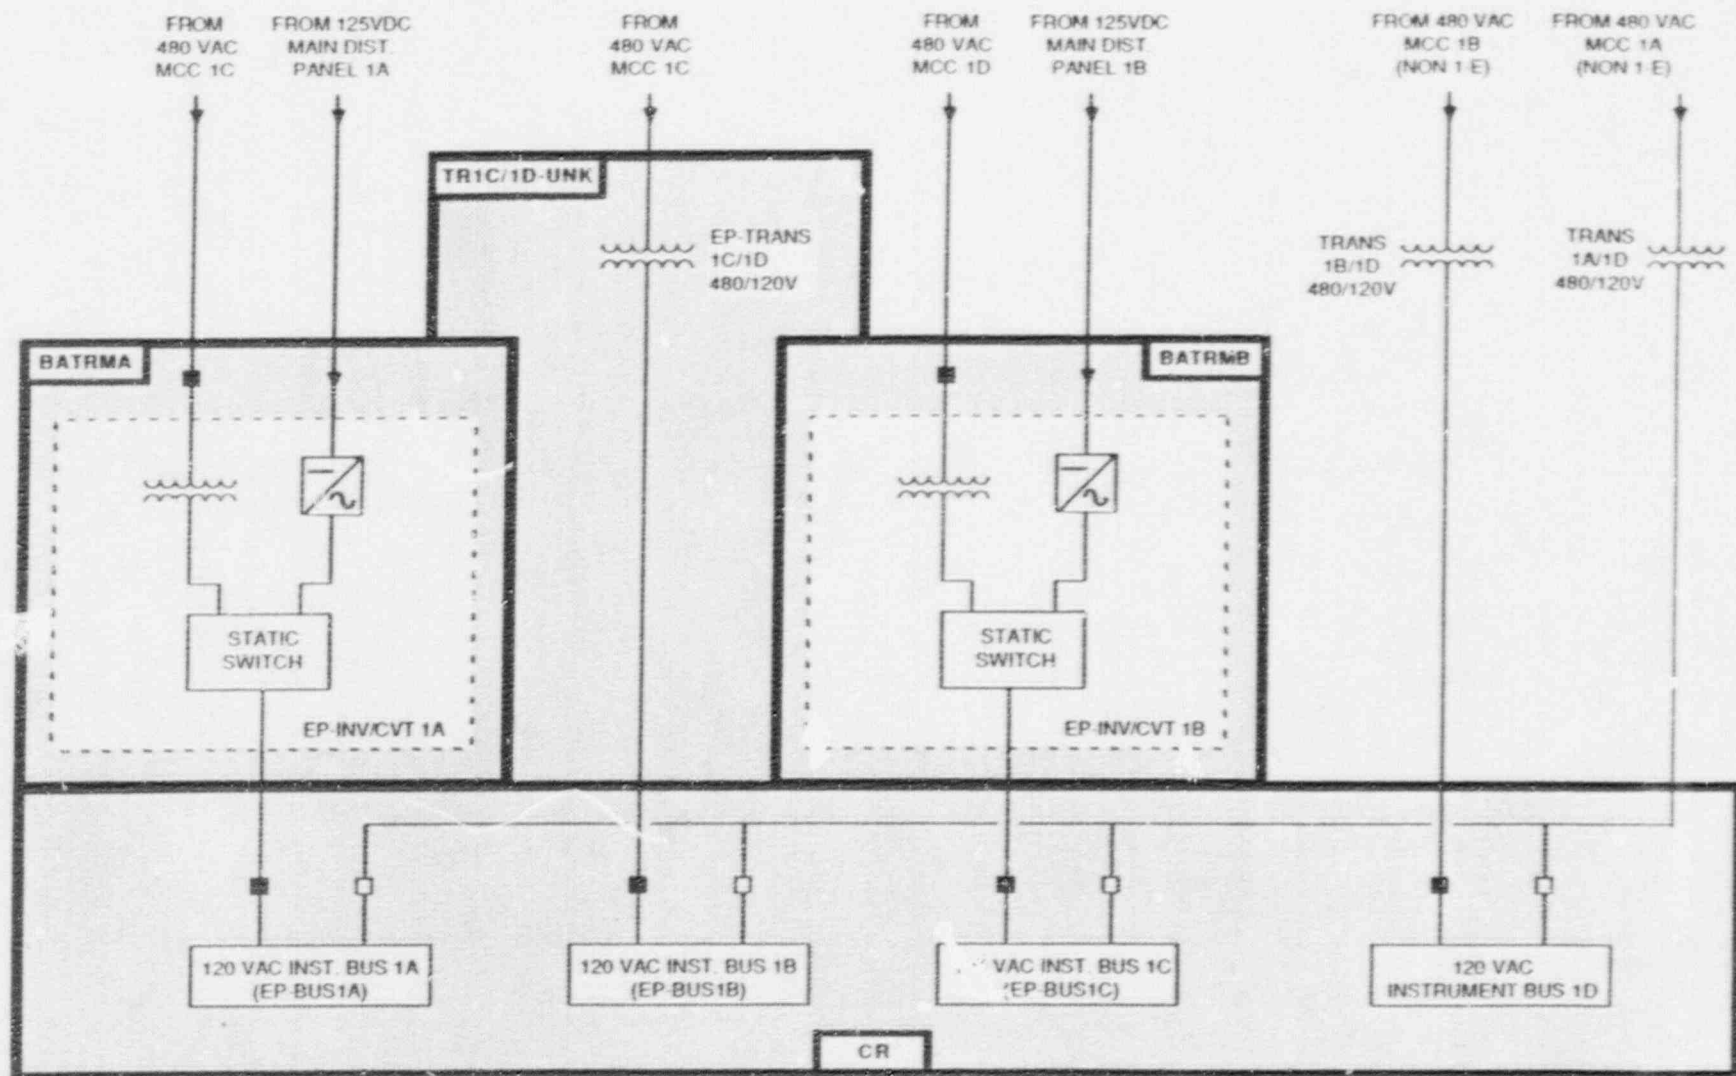 FROM
480 VAC
MCC 1C
FROM 125VDC
MAIN DIST.
PANEL 1A
FROM
480 VAC
MCC 1C
FROM
480 VAC
MCC 1D
FROM 125VDC
MAIN DIST.
PANEL 1B
FROM 480 VAC
MCC 1B
(NON 1-E)
FROM 480 VAC
MCC 1A
(NON 1-E)
TR1C/1D-UNK
EP-TRANS
1C/1D
480/120V
TRANS
1B/1D
480/120V
TRANS
1A/1D
480/120V
BATRMA
BATRMB
STATIC
SWITCH
EP-INV/CVT 1A
STATIC
SWITCH
EP-INV/CVT 1B
120 VAC INST. BUS 1A
(EP-BUS1A)
120 VAC INST. BUS 1B
(EP-BUS1B)
VAC INST. BUS 1C
(EP-BUS1C)
120 VAC
INSTRUMENT BUS 1D
CR